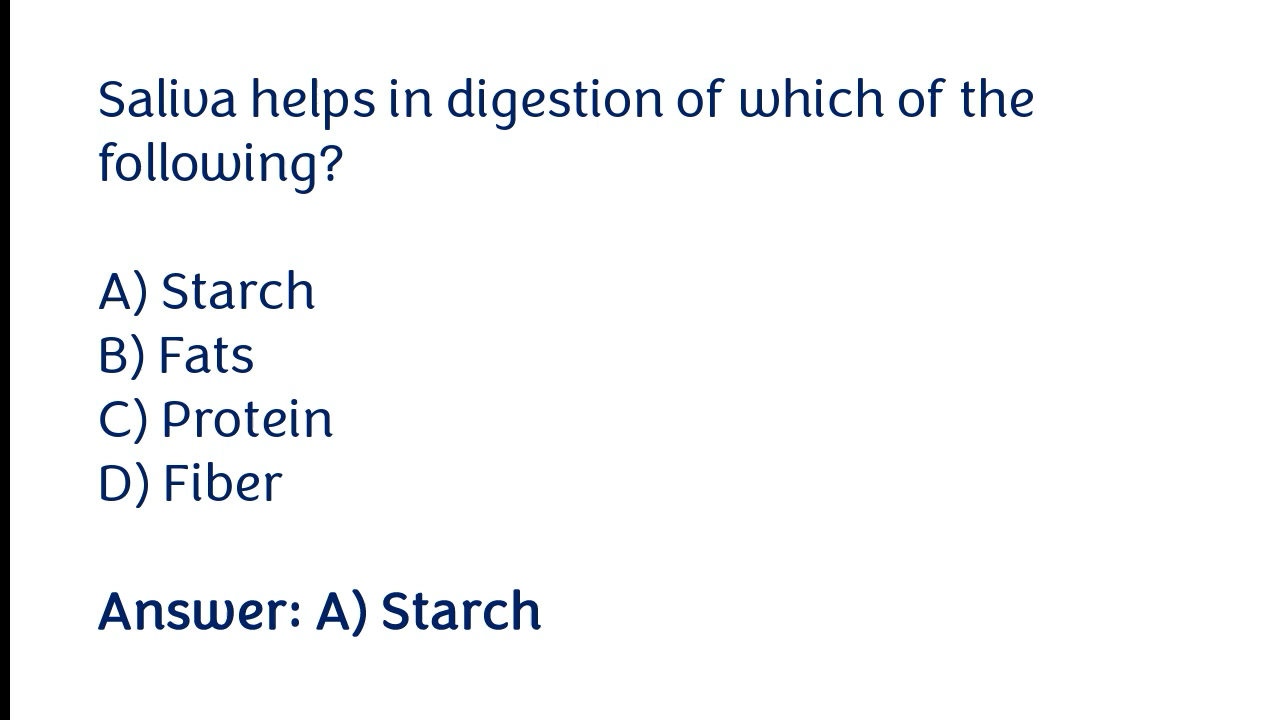 Saliva helps in digestion of which of the
following?
A) Starch
B) Fats
C) Protein
D) Fiber
Answer: A) Starch